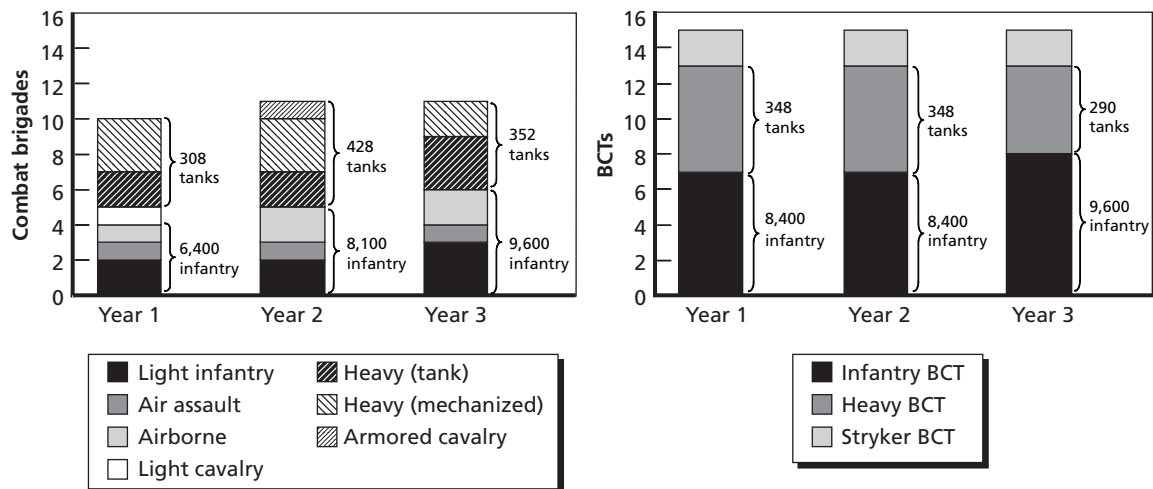 Combat brigades
16
14
12
10
8
6
4
2
0
308
tanks
6,400
infantry
428
tanks
8,100
infantry
352
tanks
9,600
infantry
Year 1
Year 2
Year 3
Light infantry
Air assault
Airborne
Light cavalry
Heavy (tank)
Heavy (mechanized)
Armored cavalry
BCTs
16
14
12
10
8
6
4
2
0
348
tanks
8,400
infantry
348
tanks
8,400
infantry
290
tanks
9,600
infantry
Year 1
Year 2
Year 3
Infantry BCT
Heavy BCT
Stryker BCT